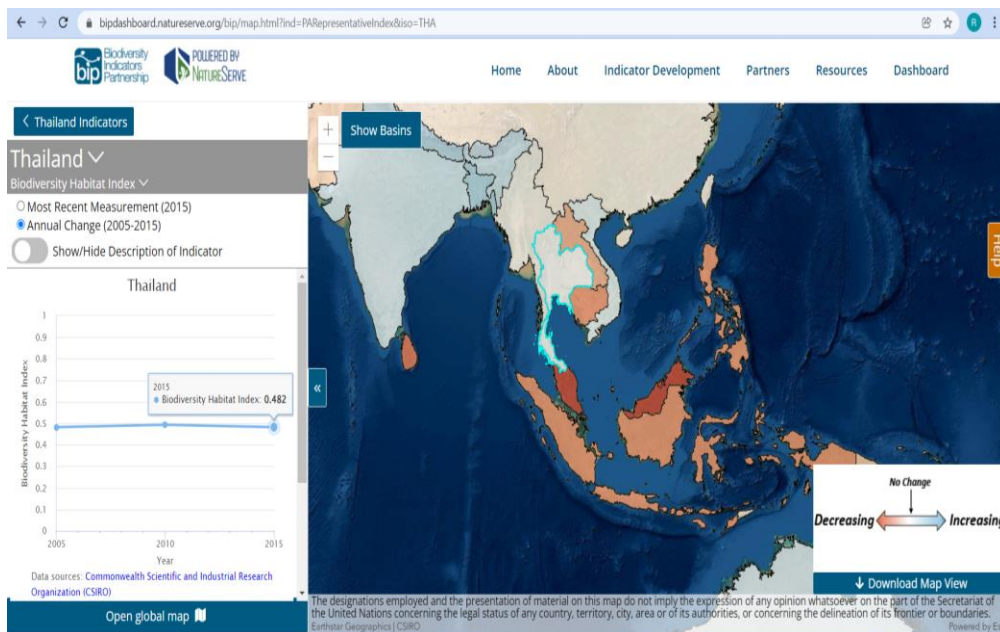 bipdashboard.natureserve.org/bip/map.html?ind=PARepresentativeIndex&iso=THA
R
bip
Biodiversity
Indicators
Partnership
POWERED BY
NATURESERVE
Home About Indicator Development Partners Resources Dashboard
Thailand Indicators
Show Basins
Thailand
Biodiversity Habitat Index
Most Recent Measurement (2015)
Annual Change (2005-2015)
Show/Hide Description of Indicator
Help
Thailand
Biodiversity Habitat Index
1
0.9
0.8
0.7
0.6
0.5
0.4
0.3
0.2
0.1
0
2015
Biodiversity Habitat Index: 0.482
2005 2010 2015
Year
Data sources: Commonwealth Scientific and Industrial Research
Organization (CSIRO)
Open global map
«
No Change
Decreasing Increasing
Download Map View
The designations employed and the presentation of material on this map do not imply the expression of any opinion whatsoever on the part of the Secretariat of
the United Nations concerning the legal status of any country, territory, city, area or of its authorities, or concerning the delineation of its frontier or boundaries.
Earthstar Geographics | CSIRO Powered by Es